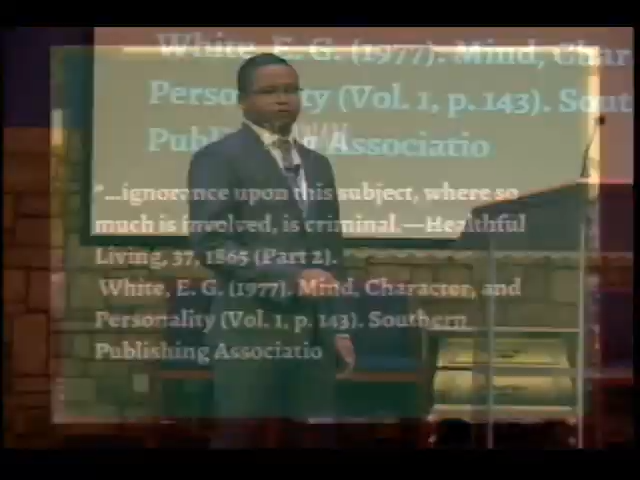 White, E. G. (1977). Mind, Char
Personality (Vol. 1, p. 143). Sout
Publishing Associatio
"...ignorance upon this subject, where so
much is involved, is criminal.—Healthful
Living, 37, 1865 (Part 2).
White, E. G. (1977). Mind, Character, and
Personality (Vol. 1, p. 143). Southern
Publishing Associatio